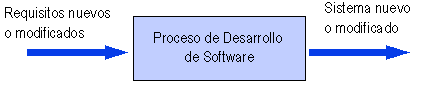 Requisitos nuevos
o modificados
Proceso de Desarrollo
de Software
Sistema nuevo
o modificado